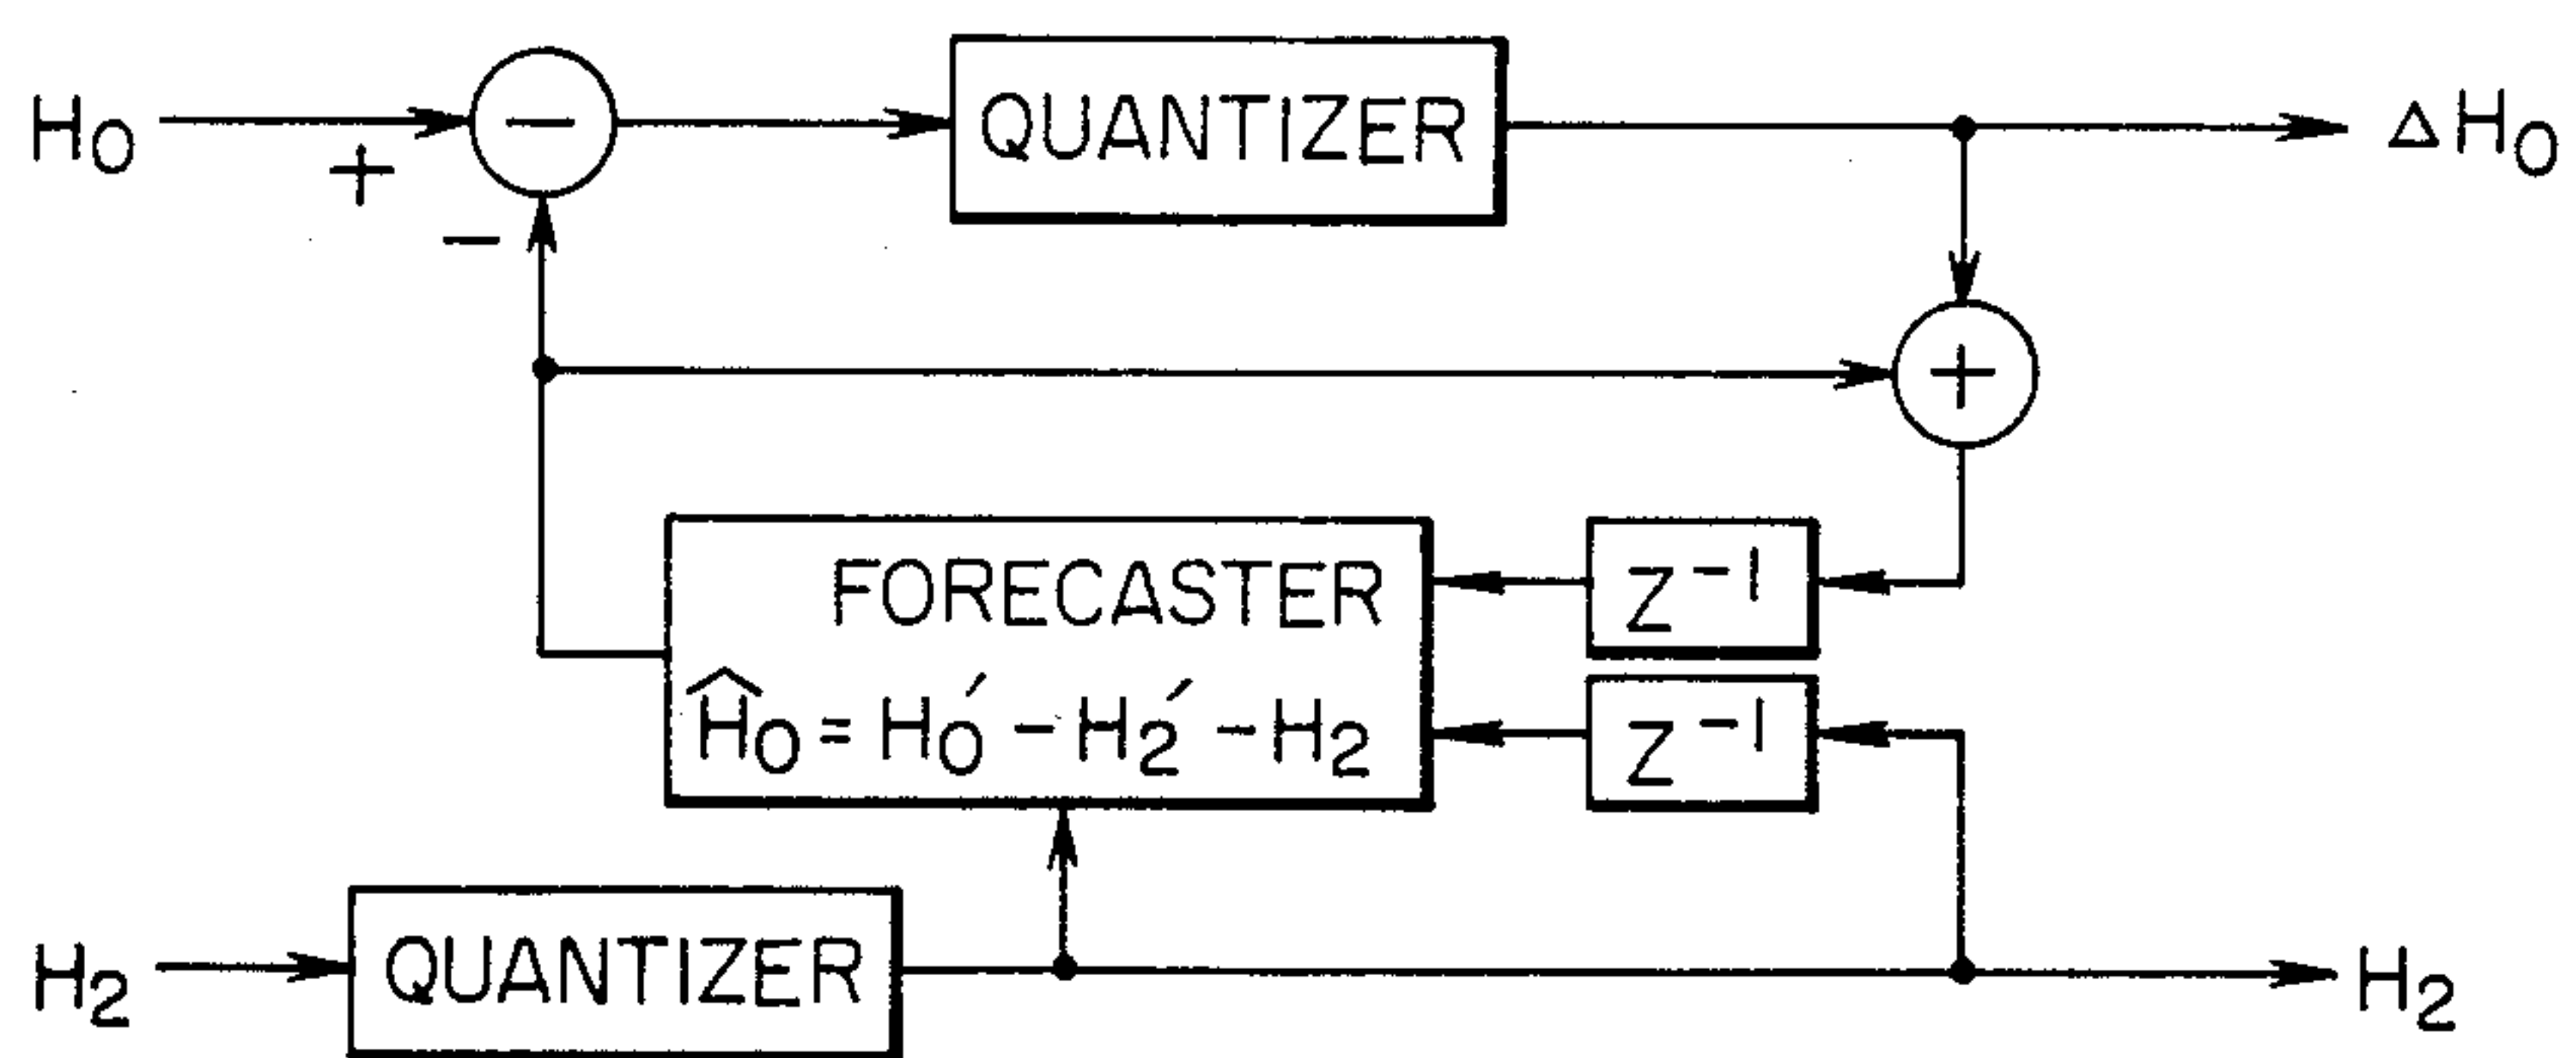 H₀
+
−
−
QUANTIZER
ΔH₀
+
FORECASTER
Ĥ₀ = H₀′ − H₂′ − H₂
Z⁻¹
Z⁻¹
H₂
QUANTIZER
H₂